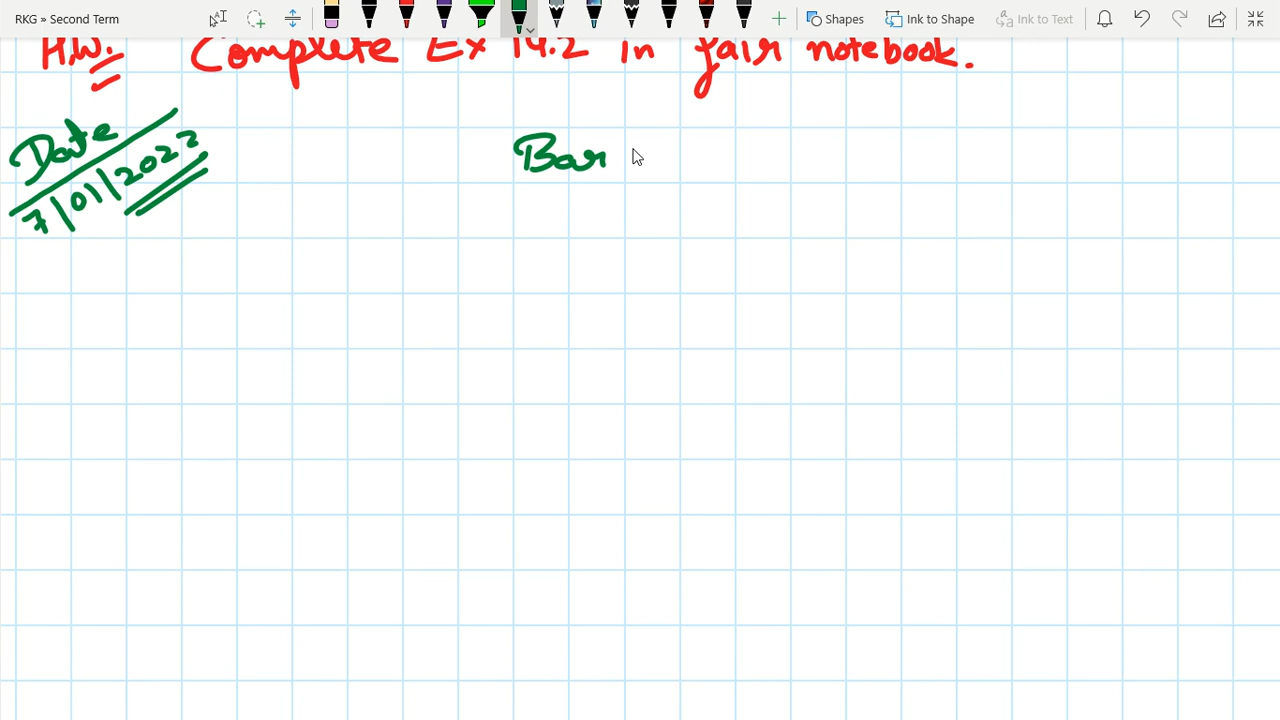 RKG » Second Term
Shapes
Ink to Shape
Ink to Text
H.W. Complete Ex 14.2 in fair notebook.
Date
7/01/2022
Bar